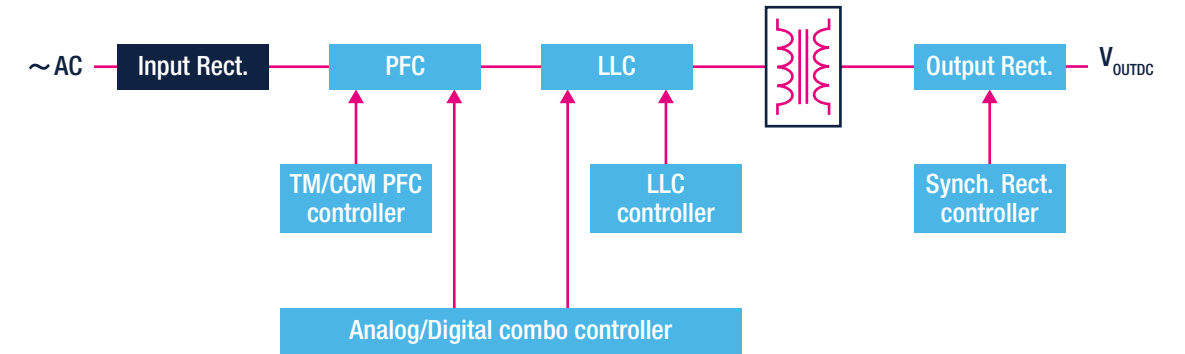 ~AC
Input Rect.
PFC
LLC
Output Rect.
VOUTDC
TM/CCM PFC
controller
LLC
controller
Synch. Rect.
controller
Analog/Digital combo controller